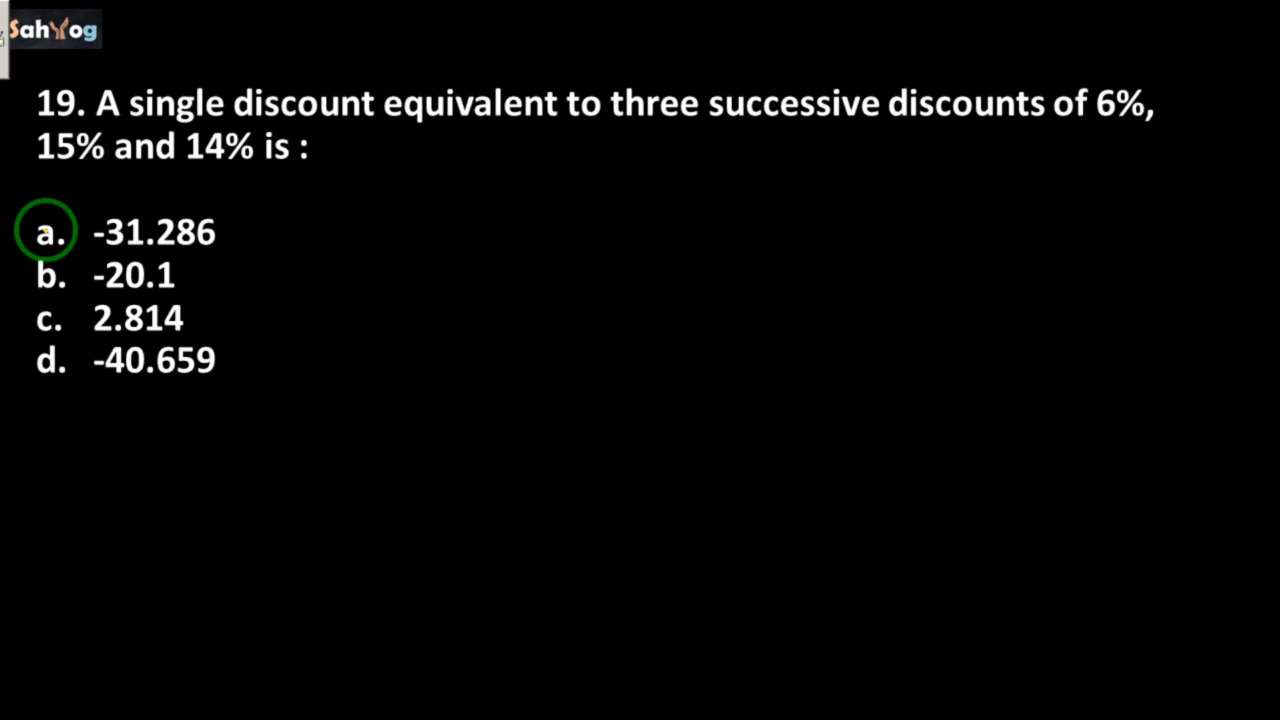 SahYog
19. A single discount equivalent to three successive discounts of 6%,
15% and 14% is :
a. -31.286
b. -20.1
c. 2.814
d. -40.659